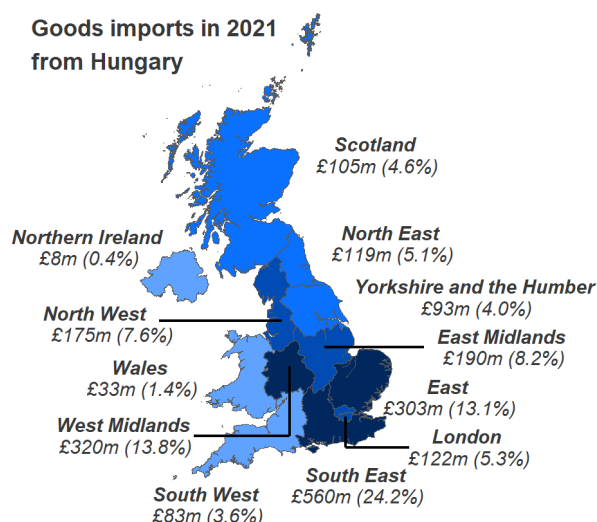 Goods imports in 2021
from Hungary
Scotland
£105m (4.6%)
Northern Ireland
£8m (0.4%)
North East
£119m (5.1%)
Yorkshire and the Humber
£93m (4.0%)
North West
£175m (7.6%)
East Midlands
£190m (8.2%)
Wales
£33m (1.4%)
East
£303m (13.1%)
West Midlands
£320m (13.8%)
London
£122m (5.3%)
South East
£560m (24.2%)
South West
£83m (3.6%)